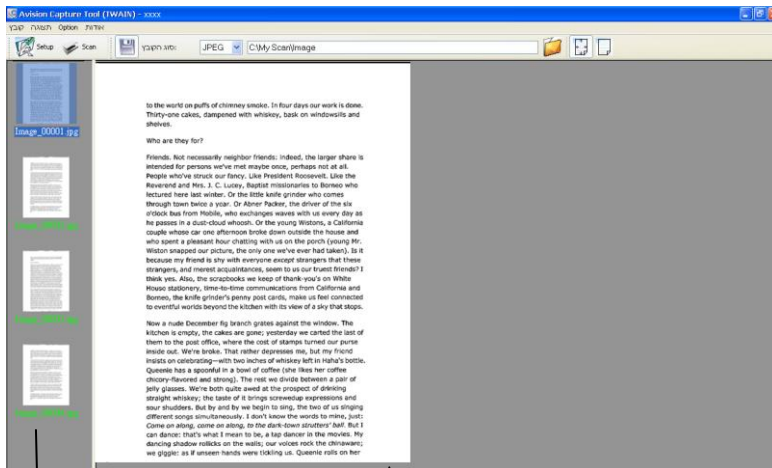 Avision Capture Tool (TWAIN) - xxxx
קובץ תצוגה Option אודות
Setup Scan סוג הקובץ: JPEG C:\My Scan\Image
Image_00001.jpg
to the world on puffs of chimney smoke. In four days our work is done.
Thirty-one cakes, dampened with whiskey, bask on windowsills and
shelves.
Who are they for?
Friends. Not necessarily neighbor friends: indeed, the larger share is
intended for persons we've met maybe once, perhaps not at all.
People who've struck our fancy. Like President Roosevelt. Like the
Reverend and Mrs. J. C. Lucey, Baptist missionaries to Borneo who
lectured here last winter. Or the little knife grinder who comes
through town twice a year. Or Abner Packer, the driver of the six
o'clock bus from Mobile, who exchanges waves with us every day as
he passes in a dust-cloud whoosh. Or the young Wistons, a California
couple whose car one afternoon broke down outside the house and
who spent a pleasant hour chatting with us on the porch (young Mr.
Wiston snapped our picture, the only one we've ever had taken). Is it
because my friend is shy with everyone except strangers that these
strangers, and merest acquaintances, seem to us our truest friends? I
think yes. Also, the scrapbooks we keep of thank-you's on White
House stationery, time-to-time communications from California and
Borneo, the knife grinder's penny post cards, make us feel connected
to eventful worlds beyond the kitchen with its view of a sky that stops.
Now a nude December fig branch grates against the window. The
kitchen is empty, the cakes are gone; yesterday we carted the last of
them to the post office, where the cost of stamps turned our purse
inside out. We're broke. That rather depresses me, but my friend
insists on celebrating—with two inches of whiskey left in Haha's bottle.
Queenie has a spoonful in a bowl of coffee (she likes her coffee
chicory-flavored and strong). The rest we divide between a pair of
jelly glasses. We're both quite awed at the prospect of drinking
straight whiskey; the taste of it brings screwedup expressions and
sour shudders. But by and by we begin to sing, the two of us singing
different songs simultaneously. I don't know the words to mine, just:
Come on along, come on along, to the dark-town strutters' ball. But I
can dance: that's what I mean to be, a tap dancer in the movies. My
dancing shadow rollicks on the walls; our voices rock the chinaware;
we giggle: as if unseen hands were tickling us. Queenie rolls on her